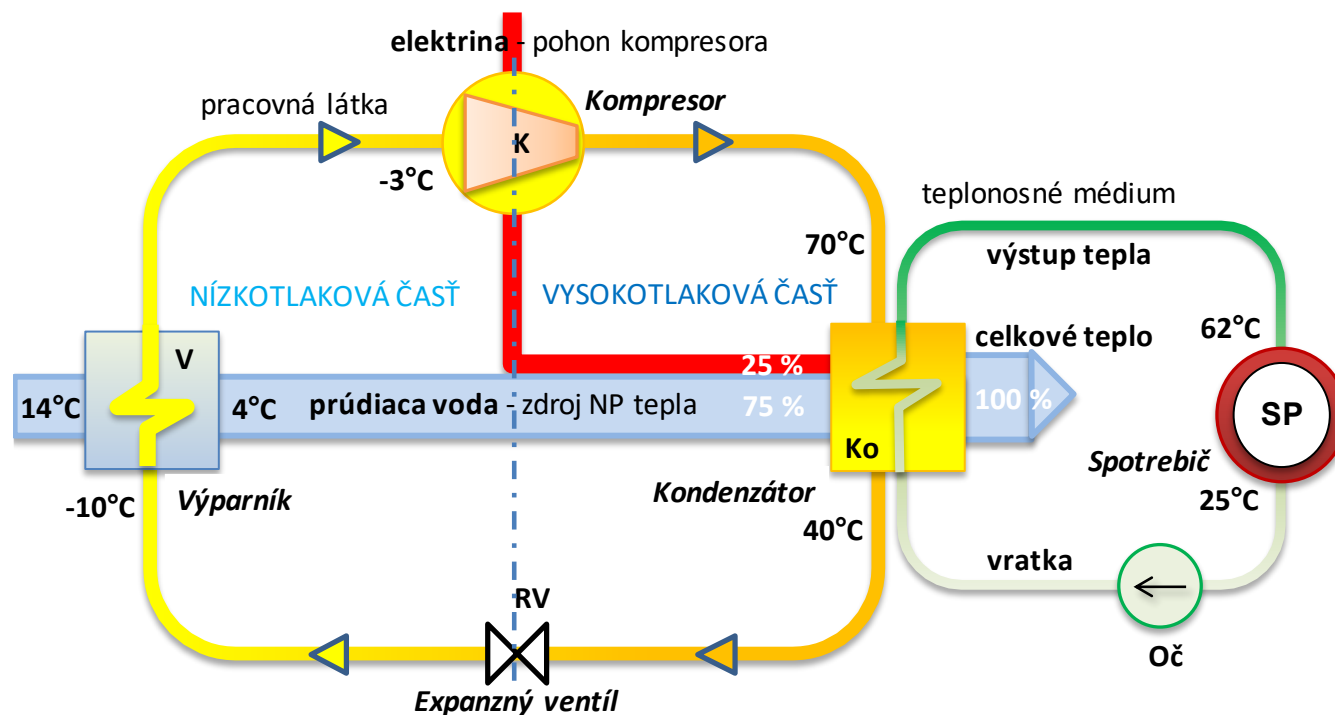 elektrina - pohon kompresora
pracovná látka
Kompresor
K
-3°C
teplonosné médium
70°C
výstup tepla
NÍZKOTLAKOVÁ ČASŤ
VYSOKOTLAKOVÁ ČASŤ
62°C
celkové teplo
V
25 %
14°C
4°C
prúdiaca voda - zdroj NP tepla
75 %
100 %
SP
Ko
Spotrebič
-10°C
Výparník
Kondenzátor
25°C
40°C
vratka
RV
Oč
Expanzný ventíl